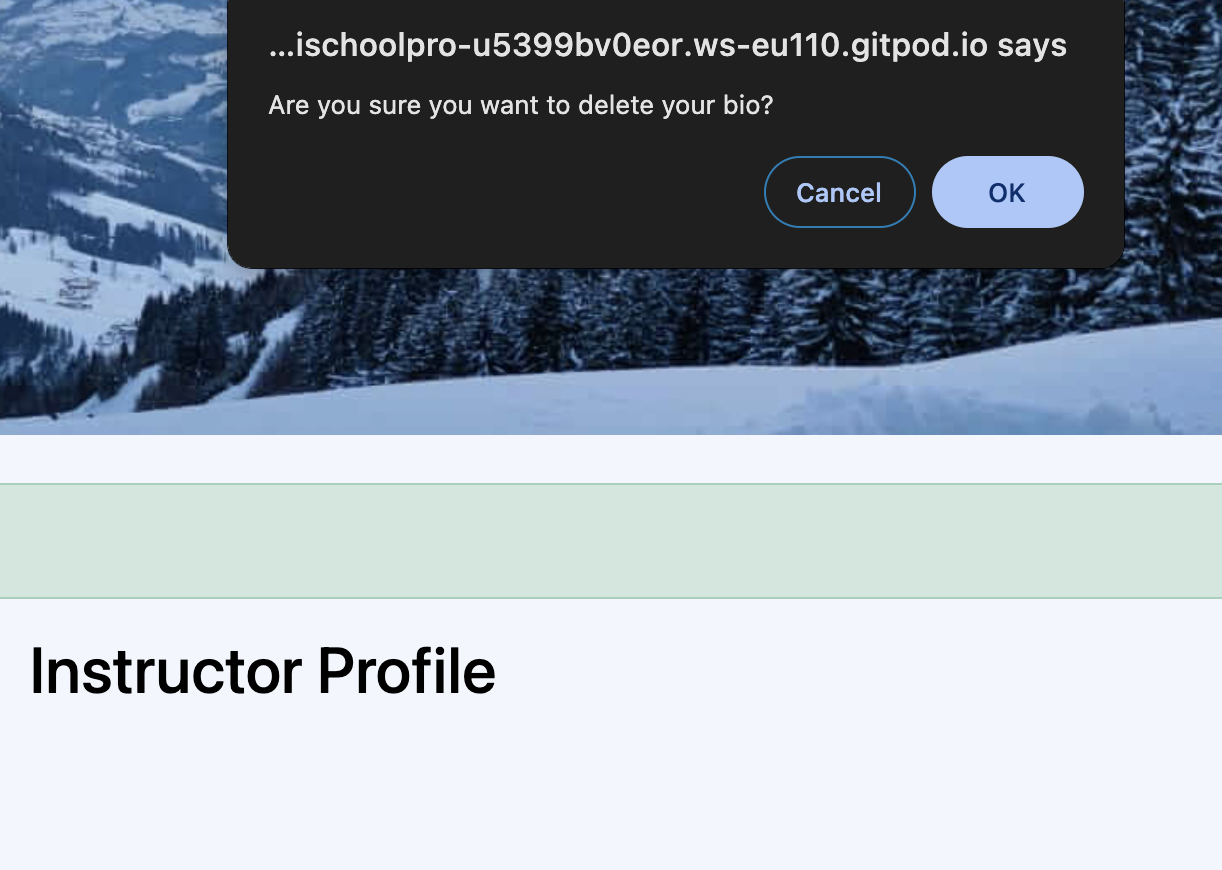 ...ischoolpro-u5399bv0eor.ws-eu110.gitpod.io says
Are you sure you want to delete your bio?
Cancel
OK
Instructor Profile